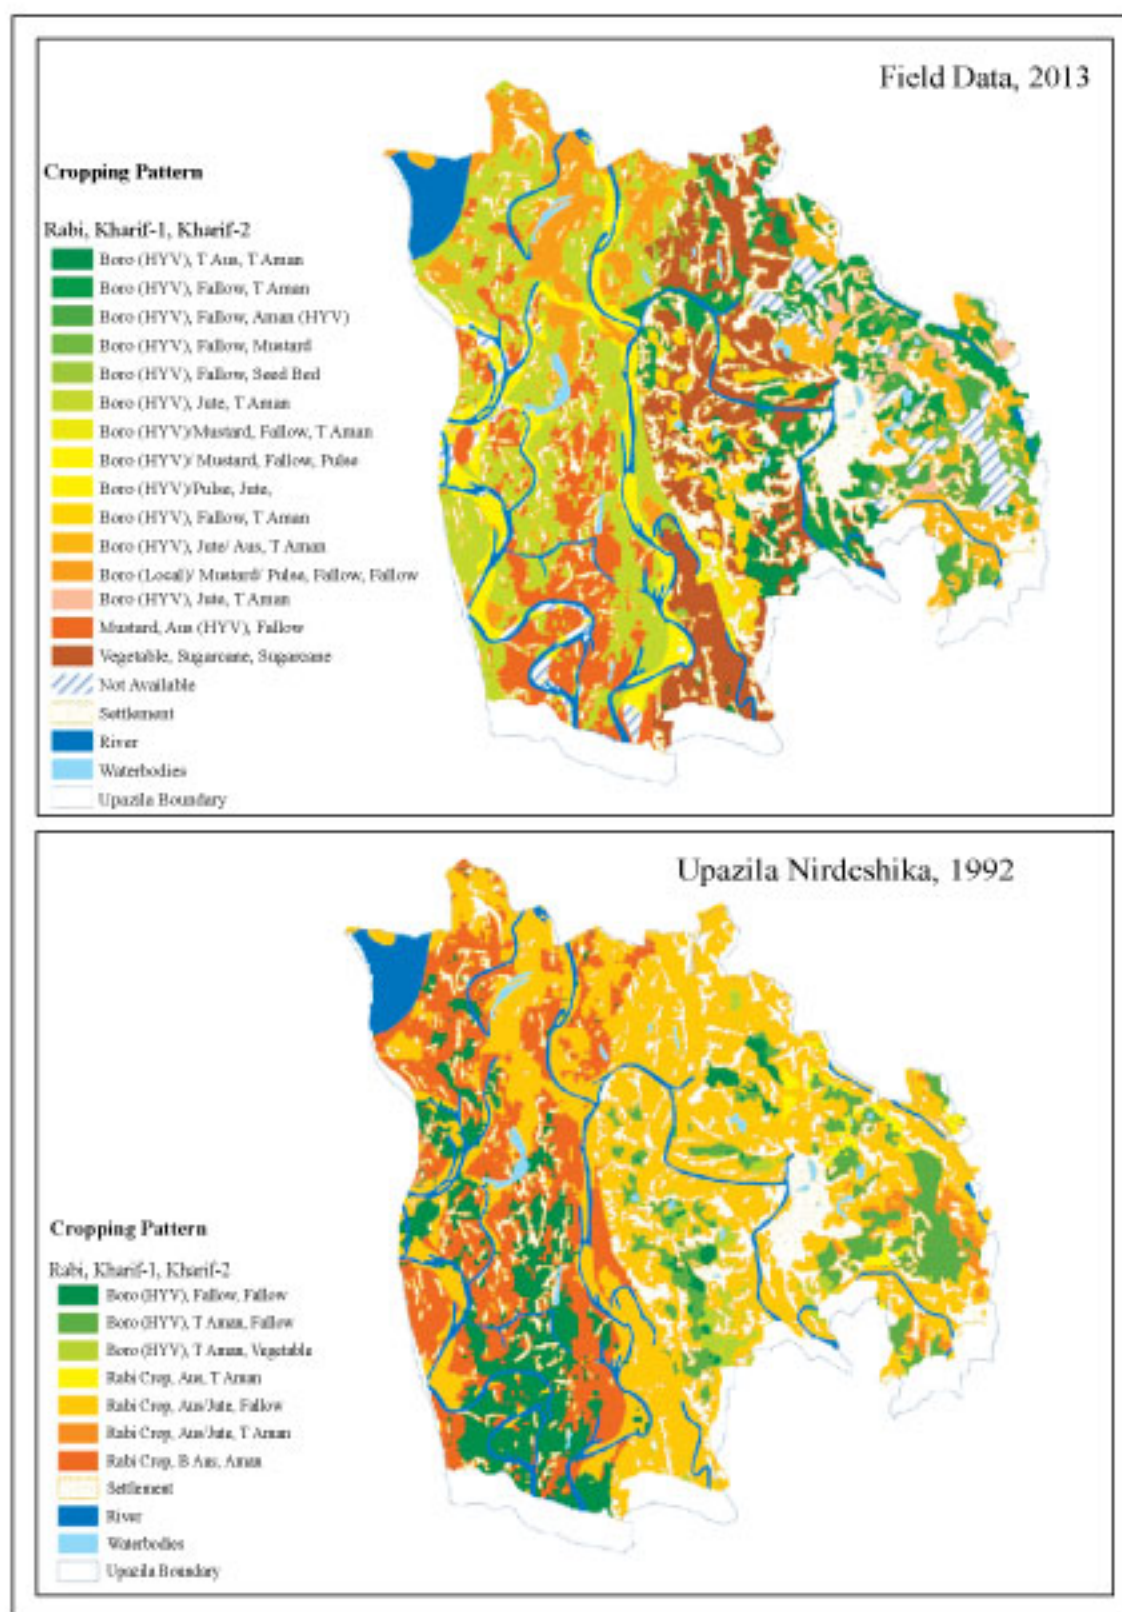 Field Data, 2013
Cropping Pattern
Rabi, Kharif-1, Kharif-2
Boro (HYV), T Aus, T Aman
Boro (HYV), Fallow, T Aman
Boro (HYV), Fallow, Aman (HYV)
Boro (HYV), Fallow, Mustard
Boro (HYV), Fallow, Seed Bed
Boro (HYV), Jute, T Aman
Boro (HYV)/Mustard, Fallow, T Aman
Boro (HYV)/ Mustard, Fallow, Pulse
Boro (HYV)/Pulse, Jute,
Boro (HYV), Fallow, T Aman
Boro (HYV), Jute/ Aus, T Aman
Boro (Local)/ Mustard/ Pulse, Fallow, Fallow
Boro (HYV), Jute, T Aman
Mustard, Aus (HYV), Fallow
Vegetable, Sugarcane, Sugarcane
Not Available
Settlement
River
Waterbodies
Upazila Boundary
Upazila Nirdeshika, 1992
Cropping Pattern
Rabi, Kharif-1, Kharif-2
Boro (HYV), Fallow, Fallow
Boro (HYV), T Aman, Fallow
Boro (HYV), T Aman, Vegetable
Rabi Crop, Aus, T Aman
Rabi Crop, Aus/Jute, Fallow
Rabi Crop, Aus/Jute, T Aman
Rabi Crop, B Aus, Aman
Settlement
River
Waterbodies
Upazila Boundary